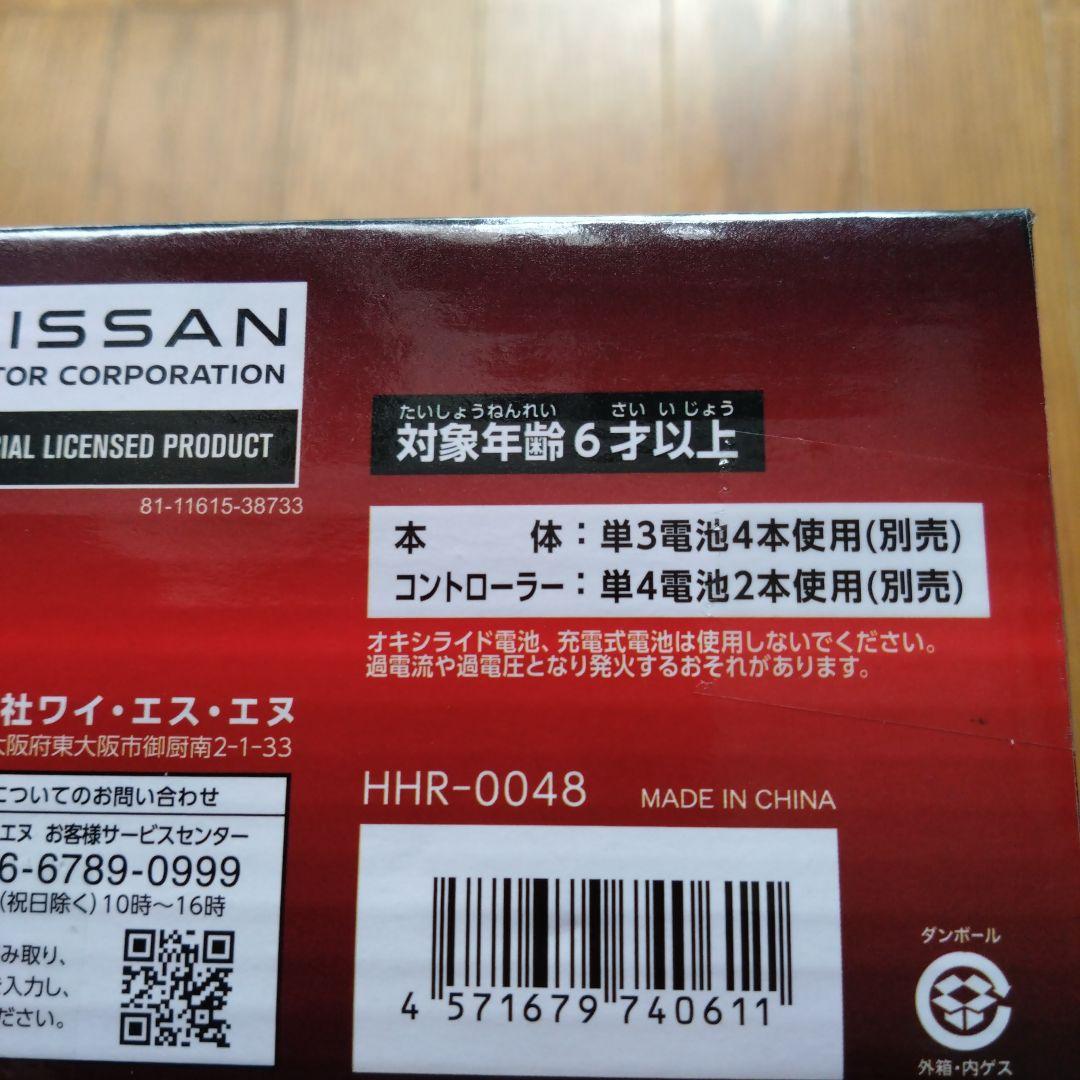 ISSAN
TOR CORPORATION
IAL LICENSED PRODUCT
81-11615-38733
たいしょうねんれい さい いじょう
対象年齢6才以上
本 体:単3電池4本使用(別売)
コントローラー:単4電池2本使用(別売)
オキシライド電池、充電式電池は使用しないでください。
過電流や過電圧となり発火するおそれがあります。
社ワイ・エス・エヌ
大阪府東大阪市御厨南2-1-33
についてのお問い合わせ
エヌ お客様サービスセンター
6-6789-0999
(祝日除く)10時〜16時
み取り、
入力し、
ださい。
HHR-0048
MADE IN CHINA
4 571679 740611
ダンボール
外箱・内ゲス